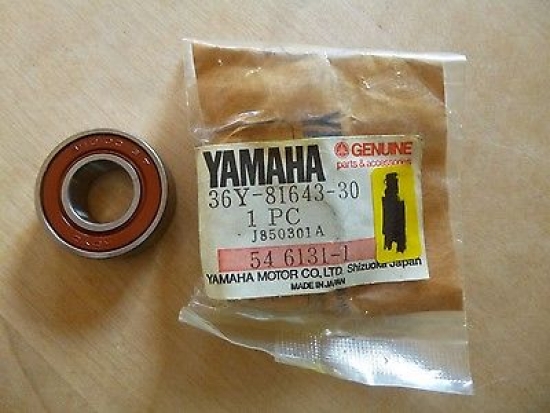 YAMAHA
GENUINE
parts & accessories
36Y-81643-30
1 PC
J850301A
54 6131-1
YAMAHA MOTOR CO., LTD. Shizuoka Japan
MADE IN JAPAN